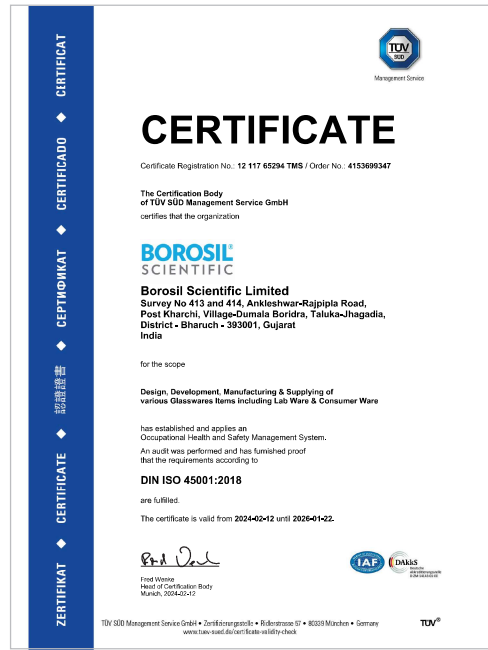 TÜV
SÜD
Management Service
CERTIFICATE
Certificate Registration No.: 12 117 65294 TMS / Order No.: 4153699347
The Certification Body
of TÜV SÜD Management Service GmbH
certifies that the organization
BOROSIL®
SCIENTIFIC
Borosil Scientific Limited
Survey No 413 and 414, Ankleshwar-Rajpipla Road,
Post Kharchi, Village-Dumala Boridra, Taluka-Jhagadia,
District - Bharuch - 393001, Gujarat
India
for the scope
Design, Development, Manufacturing & Supplying of
various Glasswares Items including Lab Ware & Consumer Ware
has established and applies an
Occupational Health and Safety Management System.
An audit was performed and has furnished proof
that the requirements according to
DIN ISO 45001:2018
are fulfilled.
The certificate is valid from 2024-02-12 until 2026-01-22.
Fred Wenke
Head of Certification Body
Munich, 2024-02-12
IAF
DAkkS
Deutsche
Akkreditierungsstelle
TÜV SÜD Management Service GmbH • Zertifizierungsstelle • Ridlerstrasse 57 • 80339 München • Germany
www.tuev-sued.de/certificate-validity-check
TÜV®
ZERTIFIKAT ◆ CERTIFICATE ◆ 認證證書 ◆ СЕРТИФИКАТ ◆ CERTIFICADO ◆ CERTIFICAT